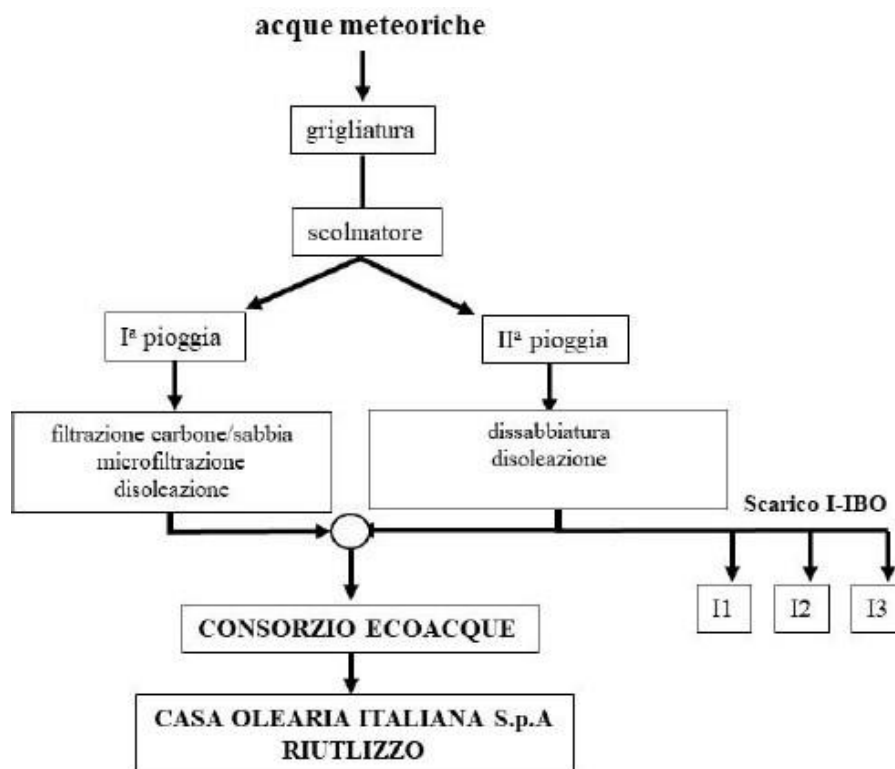 acque meteoriche
grigliatura
scolmatore
Iª pioggia
IIª pioggia
filtrazione carbone/sabbia
microfiltrazione
disoleazione
dissabbiatura
disoleazione
Scarico I-IBO
I1
I2
I3
CONSORZIO ECOACQUE
CASA OLEARIA ITALIANA S.p.A
RIUTLIZZO